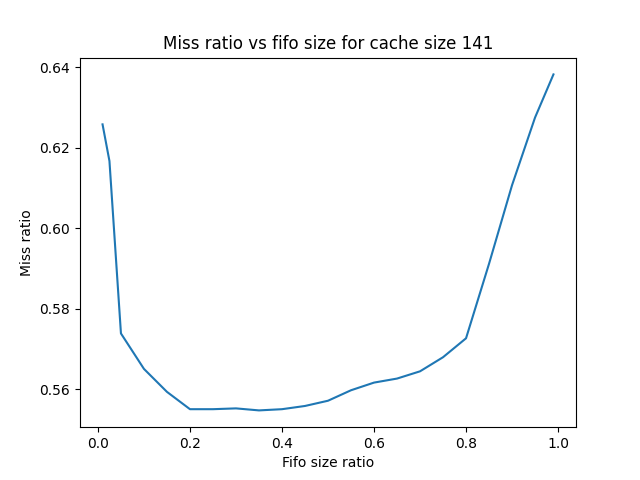 Miss ratio vs fifo size for cache size 141
0.64
0.62
0.60
0.58
0.56
Miss ratio
0.0 0.2 0.4 0.6 0.8 1.0
Fifo size ratio